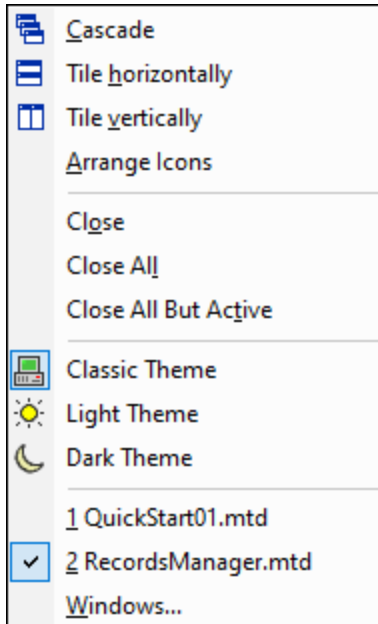 Cascade
Tile horizontally
Tile vertically
Arrange Icons
Close
Close All
Close All But Active
Classic Theme
Light Theme
Dark Theme
1 QuickStart01.mtd
2 RecordsManager.mtd
Windows...